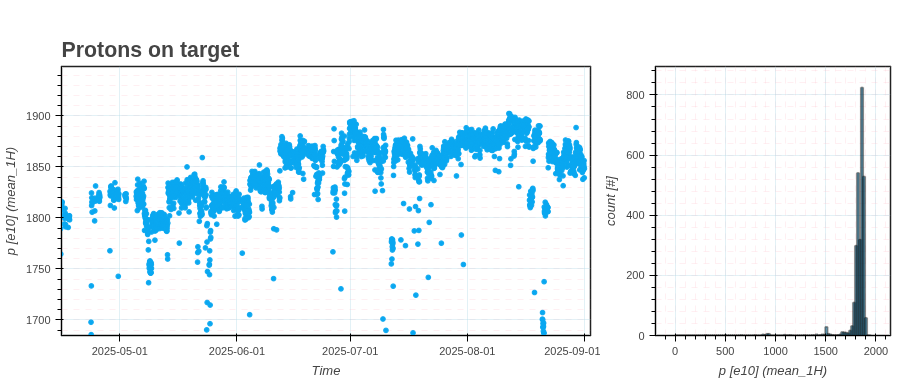 Protons on target
p [e10] (mean_1H)
1900
1850
1800
1750
1700
2025-05-01 2025-06-01 2025-07-01 2025-08-01 2025-09-01
Time
count [#]
800
600
400
200
0
0 500 1000 1500 2000
p [e10] (mean_1H)